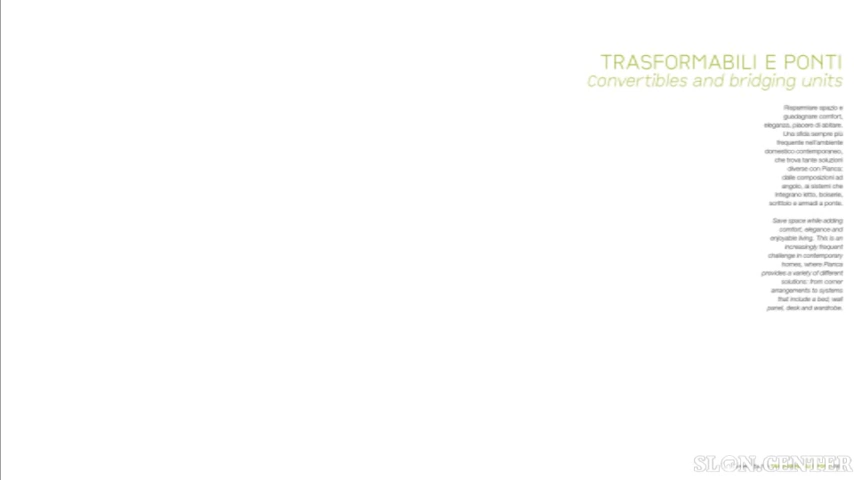 TRASFORMABILI E PONTI
Convertibles and bridging units
Risparmiare spazio e
guadagnare comfort,
eleganza, piacere di abitare.
Una sfida sempre più
frequente nell'ambiente
domestico contemporaneo,
che trova tante soluzioni
diverse con Pianca:
dalle composizioni ad
angolo, ai sistemi che
integrano letto, boiserie,
scrittoio e armadi a ponte.
Save space while adding
comfort, elegance and
enjoyable living. This is an
increasingly frequent
challenge in contemporary
homes, where Pianca
provides a variety of different
solutions: from corner
arrangements to systems
that include a bed, wall
panel, desk and wardrobe.
SLON.CENTER